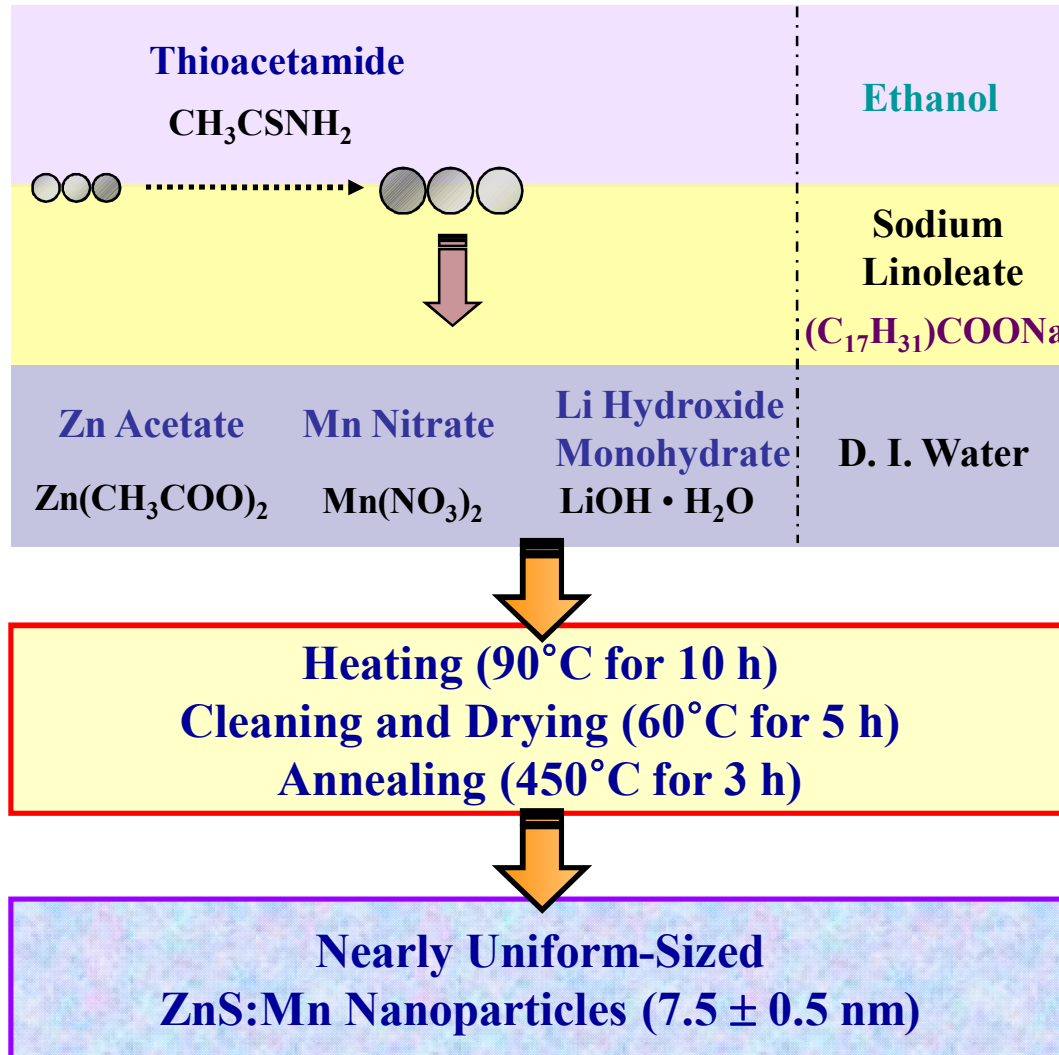 Thioacetamide
CH₃CSNH₂
Ethanol
Sodium
Linoleate
(C₁₇H₃₁)COONa
Zn Acetate
Zn(CH₃COO)₂
Mn Nitrate
Mn(NO₃)₂
Li Hydroxide
Monohydrate
LiOH • H₂O
D. I. Water
Heating (90°C for 10 h)
Cleaning and Drying (60°C for 5 h)
Annealing (450°C for 3 h)
Nearly Uniform-Sized
ZnS:Mn Nanoparticles (7.5 ± 0.5 nm)